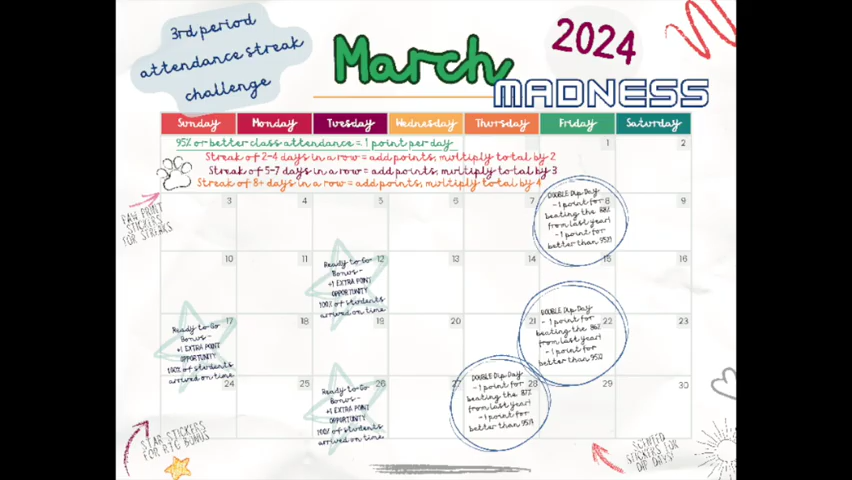 3rd period
attendance streak
challenge
March
2024
MADNESS
Sunday Monday Tuesday Wednesday Thursday Friday Saturday
95% or better class attendance = 1 point per day
Streak of 2-4 days in a row = add points, multiply total by 2
Streak of 5-7 days in a row = add points, multiply total by 3
Streak of 8+ days in a row = add points, multiply total by 4
1 2
PAW PRINT
STICKERS
FOR STREAKS
3 4 5 6 7 8 9
DOUBLE Dip Day
- 1 point for
beating the 88%
from last year!
- 1 point for
better than 95%!
10 11 12 13 14 15 16
Ready to Go
Bonus -
+1 EXTRA POINT
OPPORTUNITY
100% of students
arrived on time
17 18 19 20 21 22 23
Ready to Go
Bonus -
+1 EXTRA POINT
OPPORTUNITY
100% of students
arrived on time
DOUBLE Dip Day
- 1 point for
beating the 86%
from last year!
- 1 point for
better than 95%!
24 25 26 27 28 29 30
Ready to Go
Bonus -
+1 EXTRA POINT
OPPORTUNITY
100% of students
arrived on time
DOUBLE Dip Day
- 1 point for
beating the 87%
from last year!
- 1 point for
better than 95%!
STAR STICKERS
FOR RTG BONUS
SCENTED
STICKERS FOR
DIP DAYS!